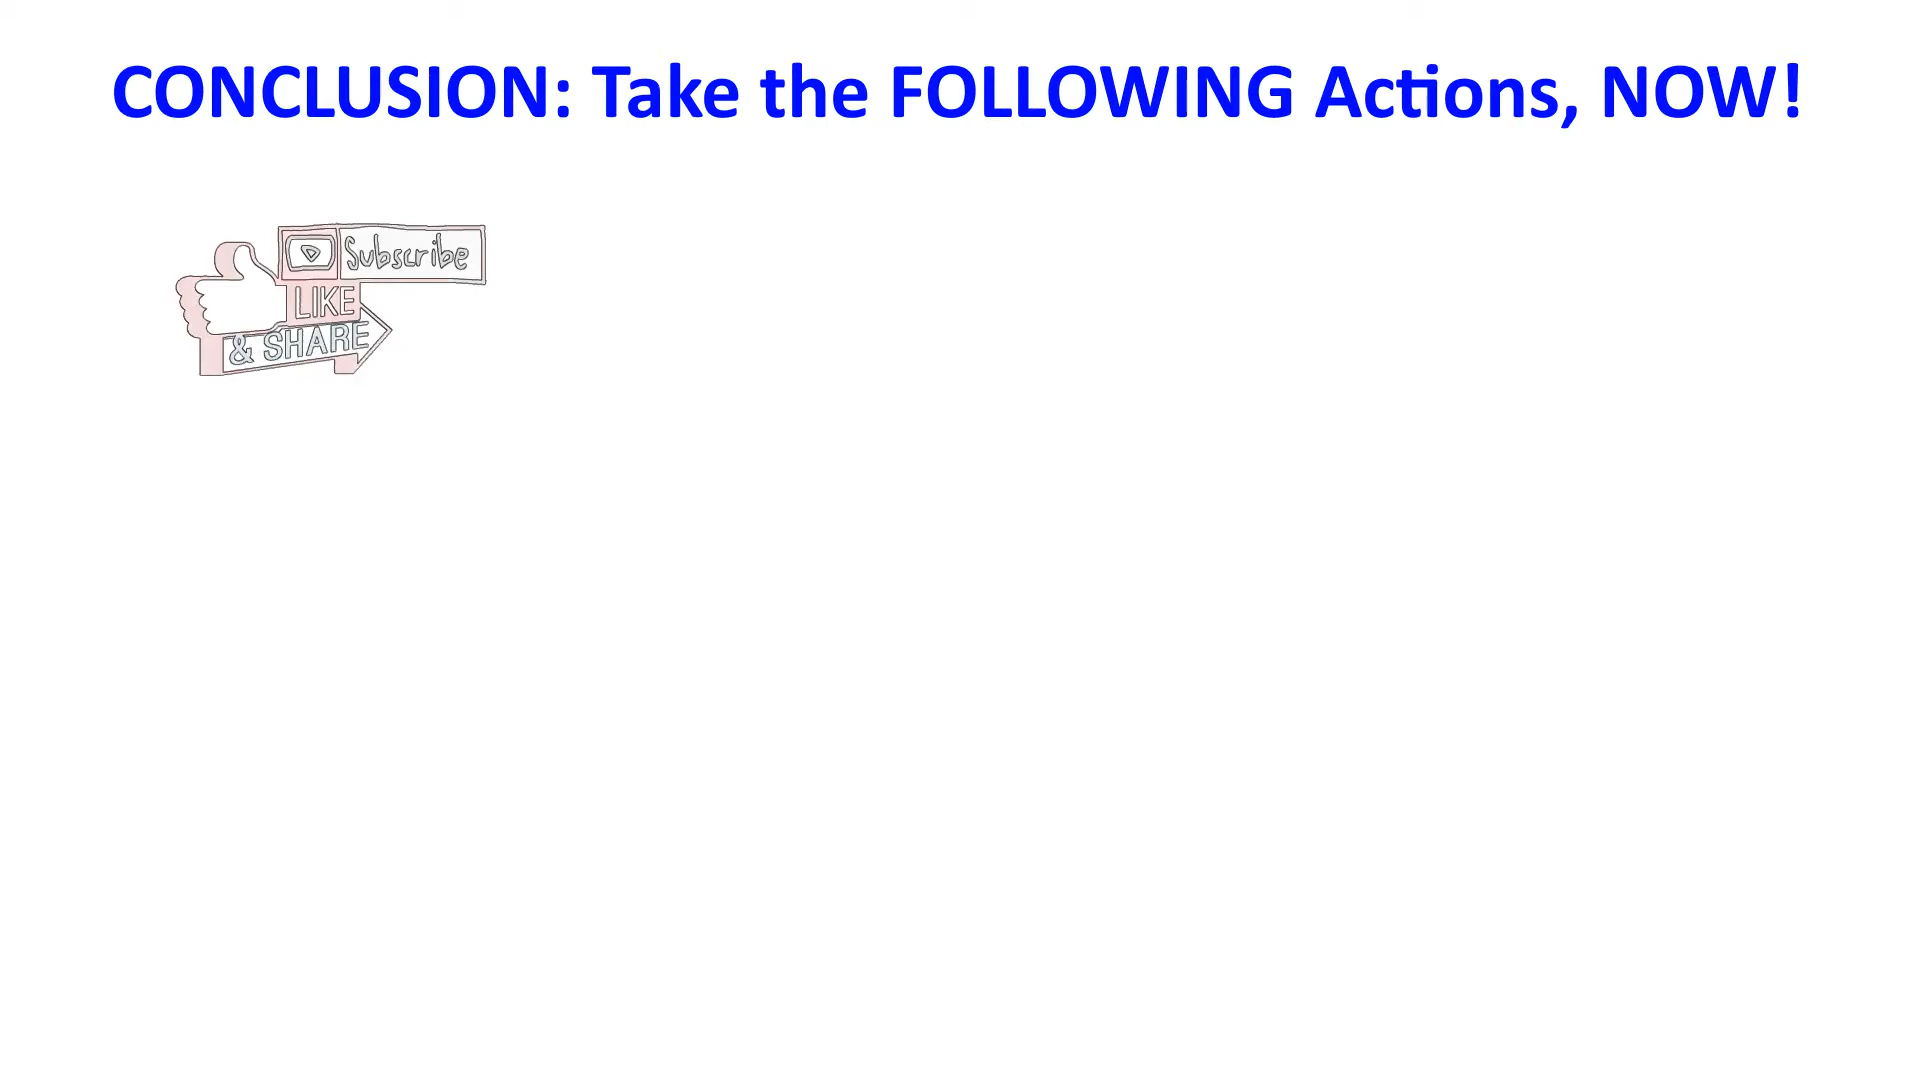 CONCLUSION: Take the FOLLOWING Actions, NOW!
Subscribe
LIKE
& SHARE